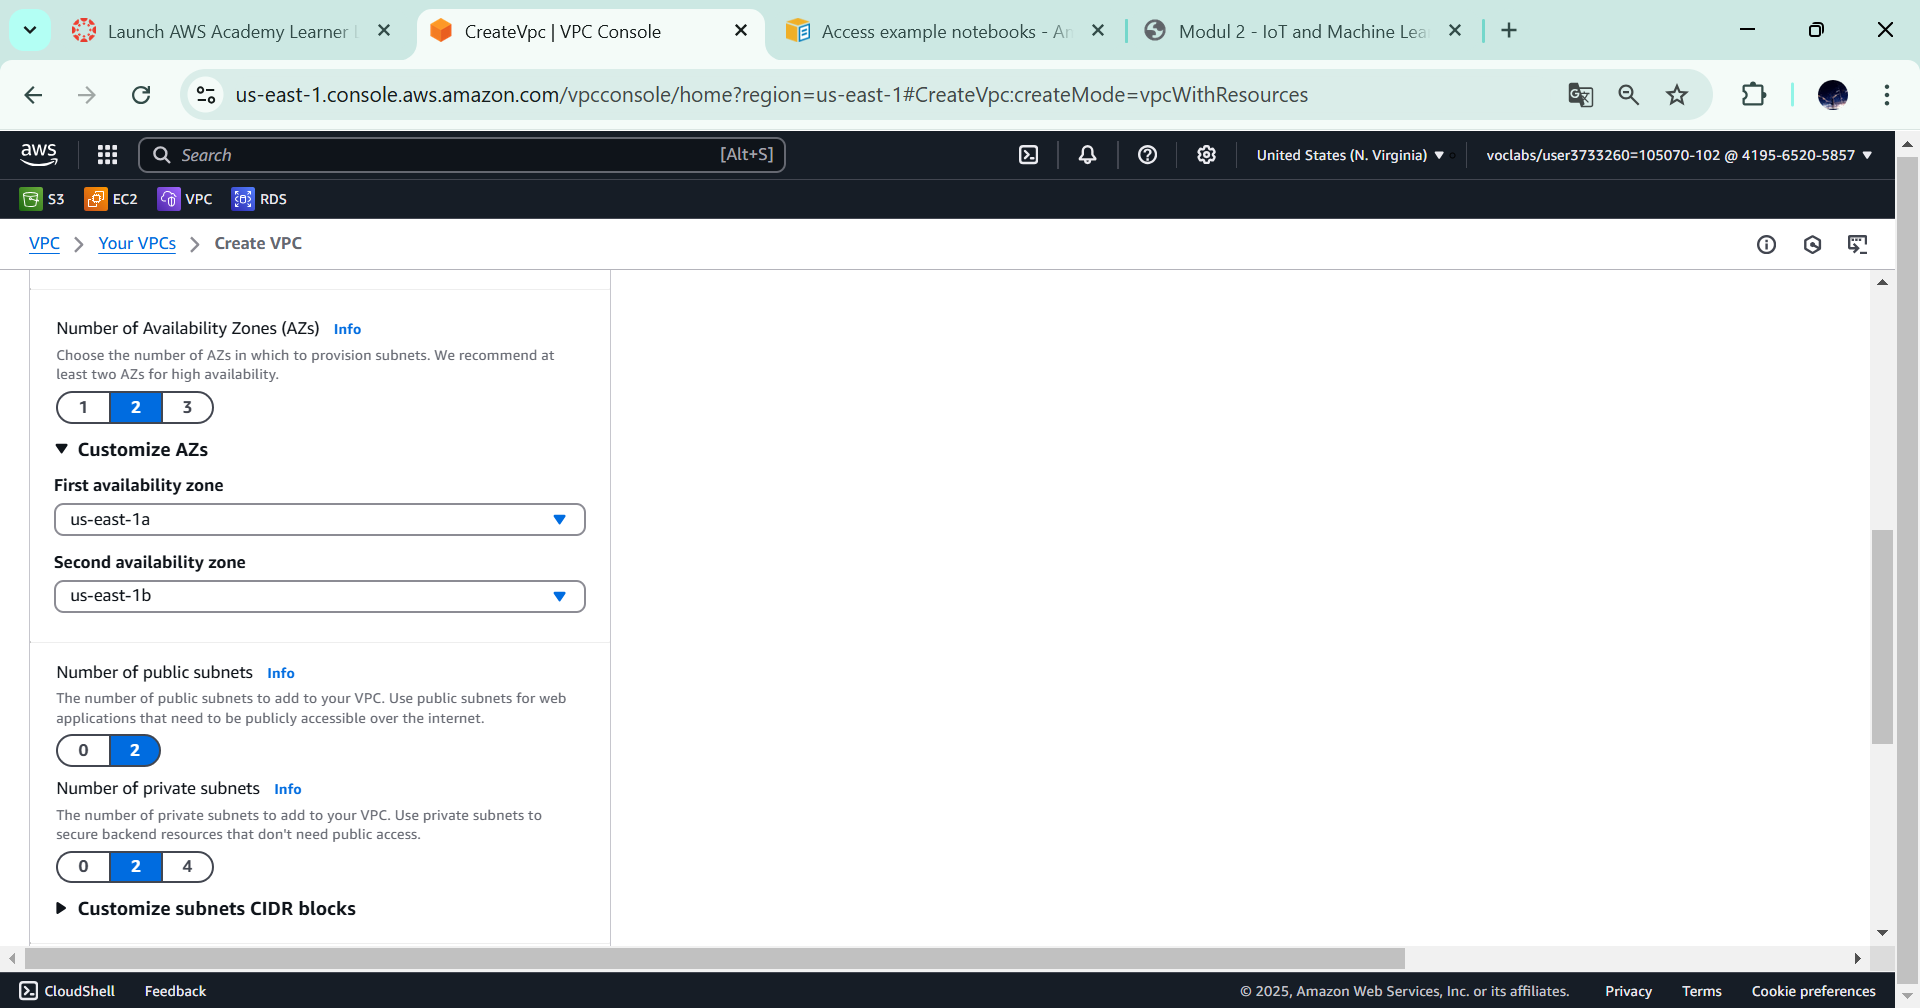 Launch AWS Academy Learner L
CreateVpc | VPC Console
Access example notebooks - Am
Modul 2 - IoT and Machine Lea
us-east-1.console.aws.amazon.com/vpcconsole/home?region=us-east-1#CreateVpc:createMode=vpcWithResources
aws
Search
[Alt+S]
United States (N. Virginia)
voclabs/user3733260=105070-102 @ 4195-6520-5857
S3
EC2
VPC
RDS
VPC
Your VPCs
Create VPC
Number of Availability Zones (AZs) Info
Choose the number of AZs in which to provision subnets. We recommend at
least two AZs for high availability.
1 2 3
Customize AZs
First availability zone
us-east-1a
Second availability zone
us-east-1b
Number of public subnets Info
The number of public subnets to add to your VPC. Use public subnets for web
applications that need to be publicly accessible over the internet.
0 2
Number of private subnets Info
The number of private subnets to add to your VPC. Use private subnets to
secure backend resources that don't need public access.
0 2 4
Customize subnets CIDR blocks
CloudShell
Feedback
© 2025, Amazon Web Services, Inc. or its affiliates.
Privacy
Terms
Cookie preferences